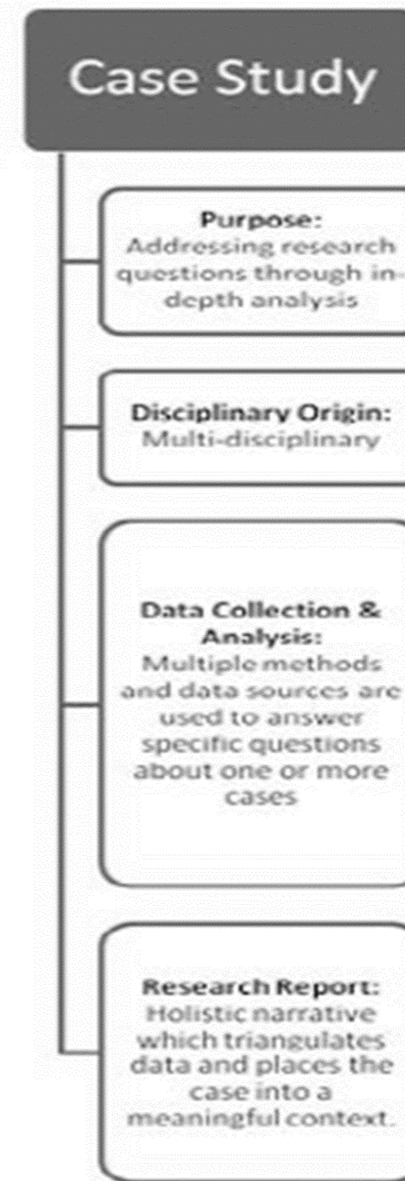 Case Study
Purpose:
Addressing research
questions through in-
depth analysis
Disciplinary Origin:
Multi-disciplinary
Data Collection &
Analysis:
Multiple methods
and data sources are
used to answer
specific questions
about one or more
cases
Research Report:
Holistic narrative
which triangulates
data and places the
case into a
meaningful context.